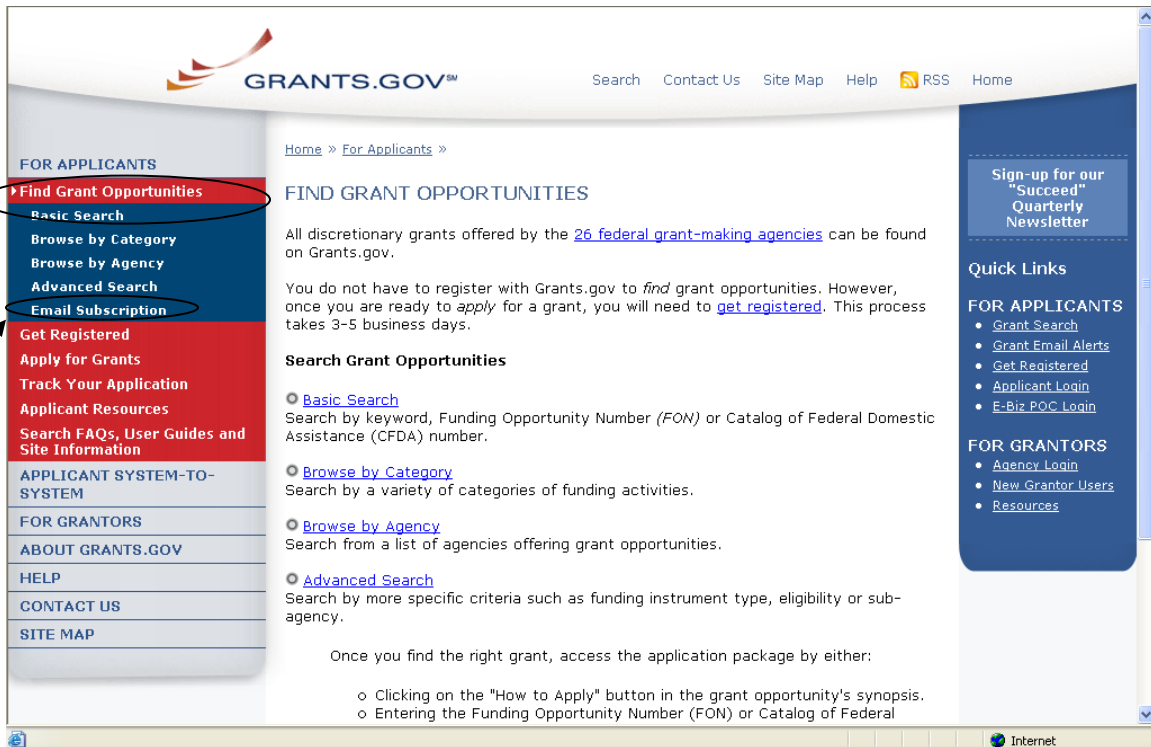 GRANTS.GOV℠
Search Contact Us Site Map Help RSS Home
FOR APPLICANTS
Find Grant Opportunities
Basic Search
Browse by Category
Browse by Agency
Advanced Search
Email Subscription
Get Registered
Apply for Grants
Track Your Application
Applicant Resources
Search FAQs, User Guides and
Site Information
APPLICANT SYSTEM-TO-
SYSTEM
FOR GRANTORS
ABOUT GRANTS.GOV
HELP
CONTACT US
SITE MAP
Home » For Applicants »
FIND GRANT OPPORTUNITIES
All discretionary grants offered by the 26 federal grant-making agencies can be found
on Grants.gov.
You do not have to register with Grants.gov to find grant opportunities. However,
once you are ready to apply for a grant, you will need to get registered. This process
takes 3-5 business days.
Search Grant Opportunities
Basic Search
Search by keyword, Funding Opportunity Number (FON) or Catalog of Federal Domestic
Assistance (CFDA) number.
Browse by Category
Search by a variety of categories of funding activities.
Browse by Agency
Search from a list of agencies offering grant opportunities.
Advanced Search
Search by more specific criteria such as funding instrument type, eligibility or sub-
agency.
Once you find the right grant, access the application package by either:
o Clicking on the "How to Apply" button in the grant opportunity's synopsis.
o Entering the Funding Opportunity Number (FON) or Catalog of Federal
Sign-up for our
"Succeed"
Quarterly
Newsletter
Quick Links
FOR APPLICANTS
Grant Search
Grant Email Alerts
Get Registered
Applicant Login
E-Biz POC Login
FOR GRANTORS
Agency Login
New Grantor Users
Resources
Internet